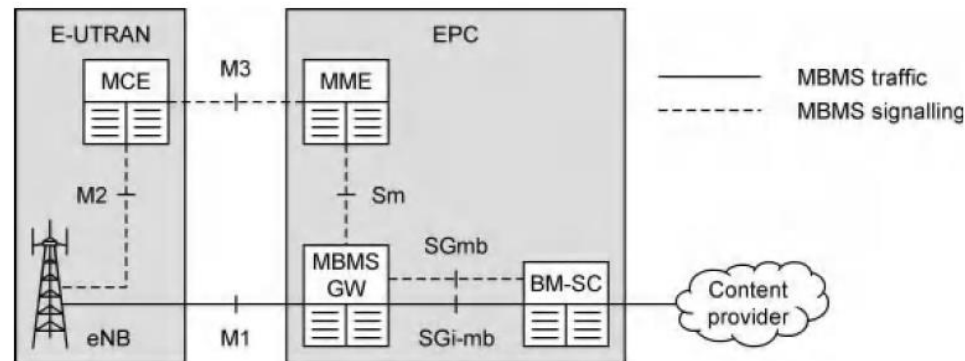 E-UTRAN
EPC
M3
MCE
MME
MBMS traffic
MBMS signalling
M2
Sm
SGmb
MBMS
GW
BM-SC
Content
provider
eNB
M1
SGi-mb